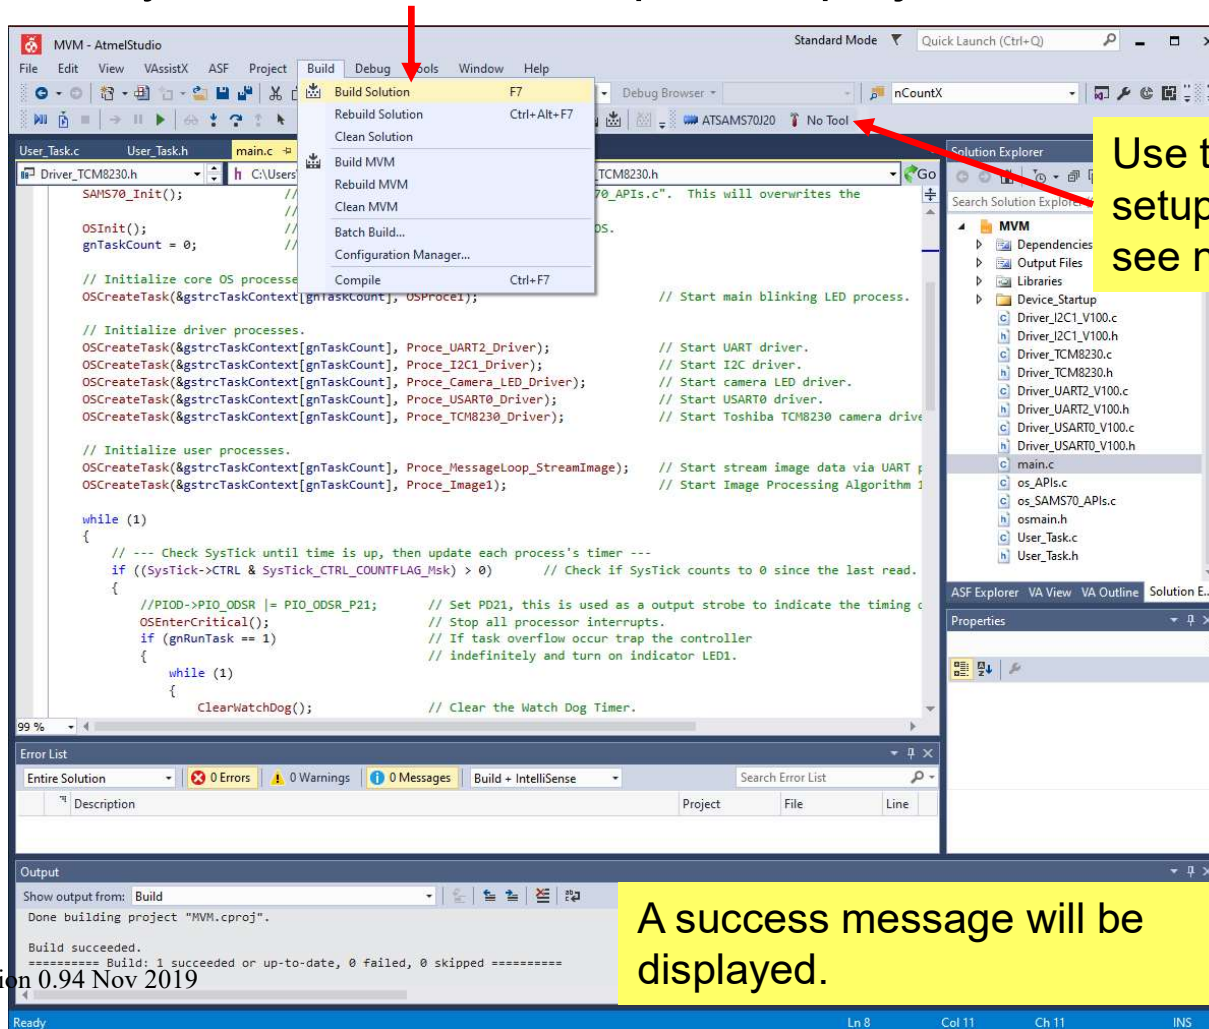 MVM - AtmelStudio
Standard Mode
Quick Launch (Ctrl+Q)
File Edit View VAssistX ASF Project Build Debug Tools Window Help
Build Solution F7
Debug Browser
nCountX
Rebuild Solution Ctrl+Alt+F7
ATSAMS70J20 No Tool
Clean Solution
Build MVM
Rebuild MVM
Clean MVM
Batch Build...
Configuration Manager...
Compile Ctrl+F7
User_Task.c User_Task.h main.c
Driver_TCM8230.h
C:\Users
_TCM8230.h
Go
SAMS70_Init(); // 70_APIs.c". This will overwrites the
//
OSInit(); // OS.
gnTaskCount = 0; //
// Initialize core OS processe
OSCreateTask(&gstrcTaskContext[gnTaskCount], OSProce1); // Start main blinking LED process.
// Initialize driver processes.
OSCreateTask(&gstrcTaskContext[gnTaskCount], Proce_UART2_Driver); // Start UART driver.
OSCreateTask(&gstrcTaskContext[gnTaskCount], Proce_I2C1_Driver); // Start I2C driver.
OSCreateTask(&gstrcTaskContext[gnTaskCount], Proce_Camera_LED_Driver); // Start camera LED driver.
OSCreateTask(&gstrcTaskContext[gnTaskCount], Proce_USART0_Driver); // Start USART0 driver.
OSCreateTask(&gstrcTaskContext[gnTaskCount], Proce_TCM8230_Driver); // Start Toshiba TCM8230 camera drive
// Initialize user processes.
OSCreateTask(&gstrcTaskContext[gnTaskCount], Proce_MessageLoop_StreamImage); // Start stream image data via UART p
OSCreateTask(&gstrcTaskContext[gnTaskCount], Proce_Image1); // Start Image Processing Algorithm 1
while (1)
{
// --- Check SysTick until time is up, then update each process's timer ---
if ((SysTick->CTRL & SysTick_CTRL_COUNTFLAG_Msk) > 0) // Check if SysTick counts to 0 since the last read.
{
//PIOD->PIO_ODSR |= PIO_ODSR_P21; // Set PD21, this is used as a output strobe to indicate the timing o
OSEnterCritical(); // Stop all processor interrupts.
if (gnRunTask == 1) // If task overflow occur trap the controller
{ // indefinitely and turn on indicator LED1.
while (1)
{
ClearWatchDog(); // Clear the Watch Dog Timer.
99 %
Solution Explorer
Search Solution Explorer
MVM
Dependencies
Output Files
Libraries
Device_Startup
Driver_I2C1_V100.c
Driver_I2C1_V100.h
Driver_TCM8230.c
Driver_TCM8230.h
Driver_UART2_V100.c
Driver_UART2_V100.h
Driver_USART0_V100.c
Driver_USART0_V100.h
main.c
os_APIs.c
os_SAMS70_APIs.c
osmain.h
User_Task.c
User_Task.h
ASF Explorer VA View VA Outline Solution E...
Properties
Use t
setup
see n
Error List
Entire Solution 0 Errors 0 Warnings 0 Messages Build + IntelliSense Search Error List
Description Project File Line
Output
Show output from: Build
Done building project "MVM.cproj".
Build succeeded.
========== Build: 1 succeeded or up-to-date, 0 failed, 0 skipped ==========
A success message will be
displayed.
ion 0.94 Nov 2019
Ready Ln 8 Col 11 Ch 11 INS